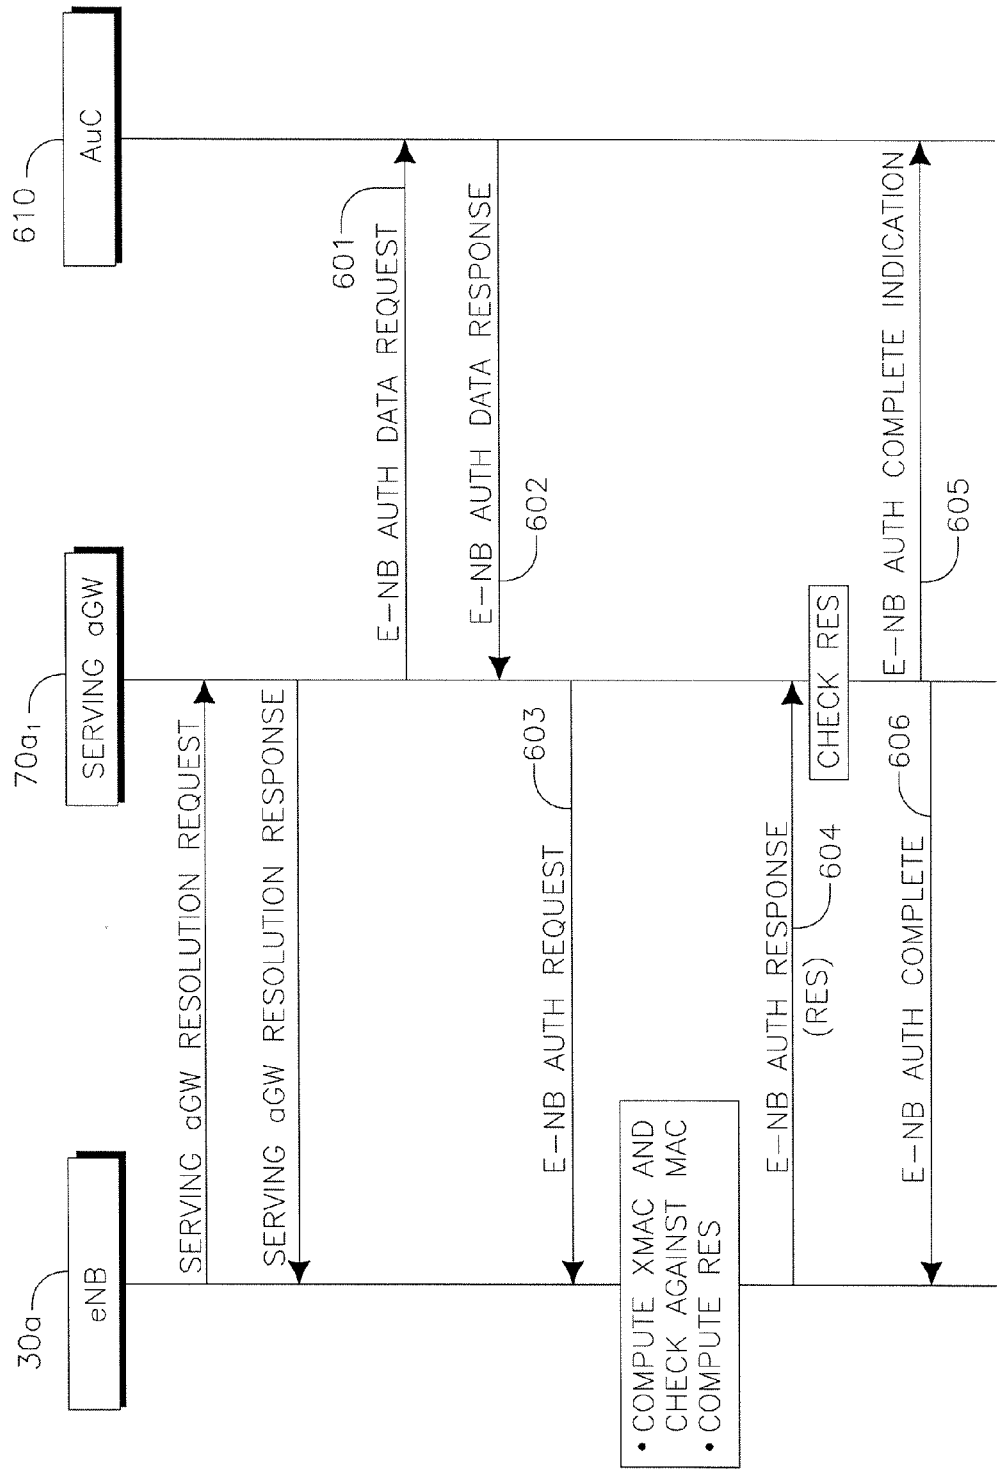 30a
eNB
70a1
SERVING aGW
610
AuC
SERVING aGW RESOLUTION REQUEST
SERVING aGW RESOLUTION RESPONSE
E-NB AUTH DATA REQUEST
601
E-NB AUTH DATA RESPONSE
602
E-NB AUTH REQUEST
603
• COMPUTE XMAC AND
CHECK AGAINST MAC
• COMPUTE RES
E-NB AUTH RESPONSE
(RES)
604
CHECK RES
E-NB AUTH COMPLETE INDICATION
605
E-NB AUTH COMPLETE
606